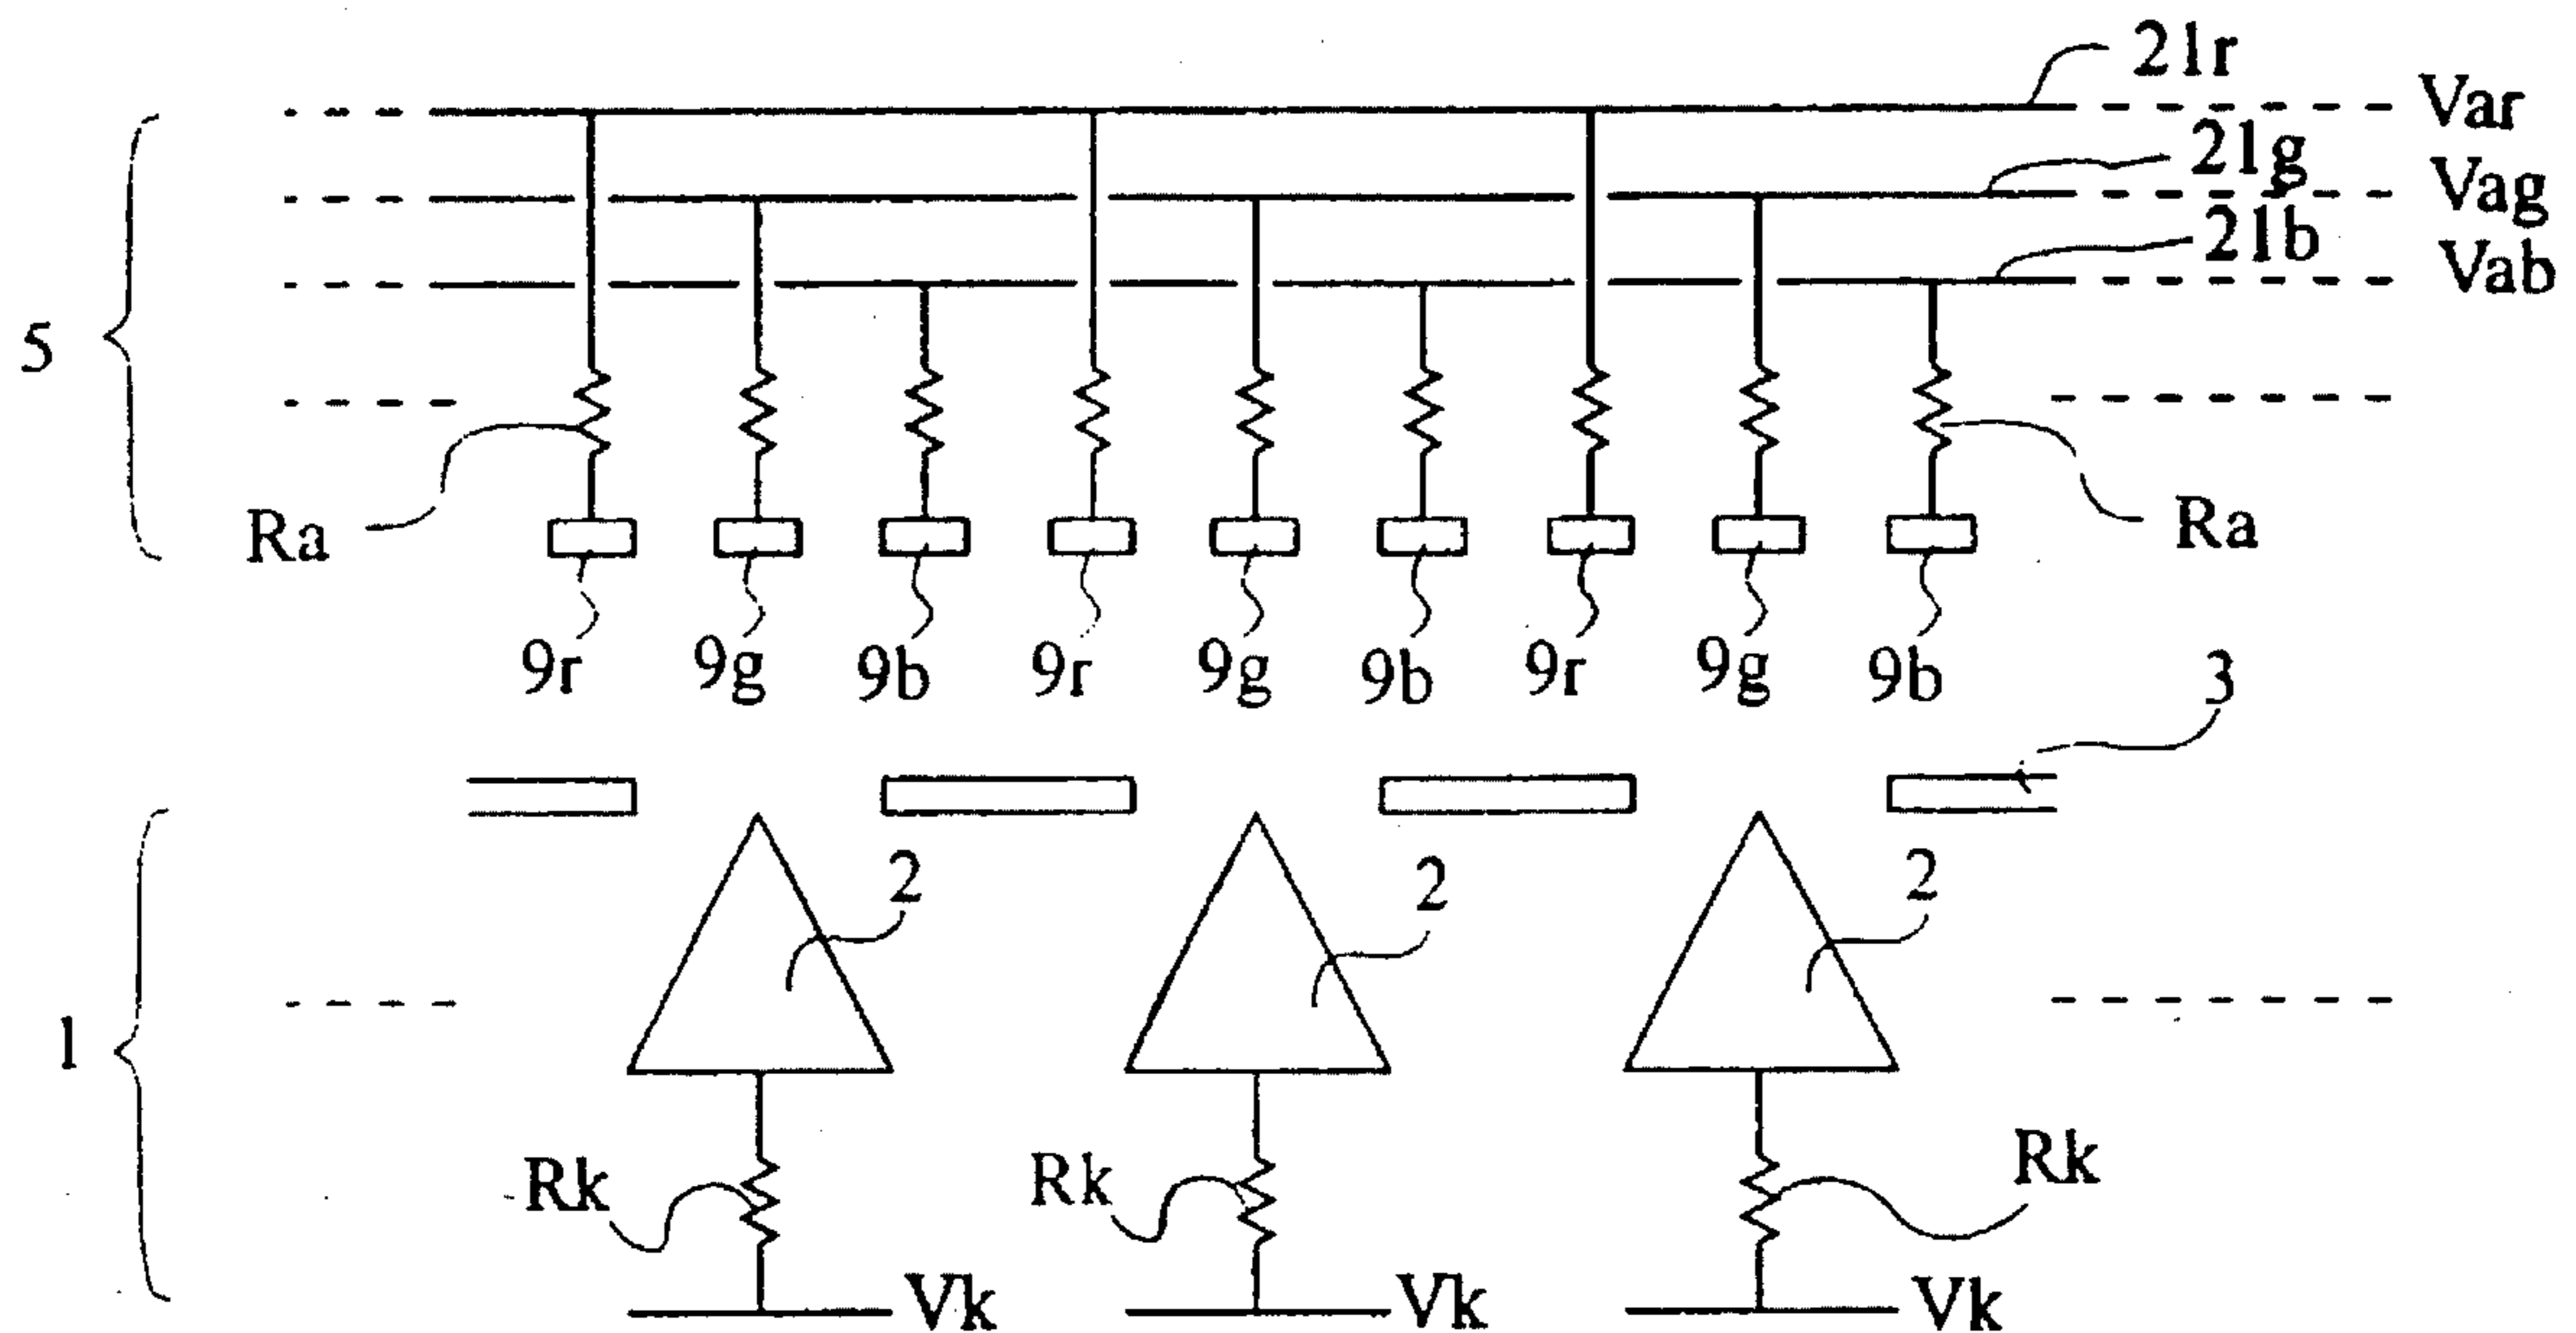 21r
Var
21g
Vag
21b
Vab
5
Ra
Ra
9r 9g 9b 9r 9g 9b 9r 9g 9b
3
2 2 2
1
Rk Rk Rk
Vk Vk Vk